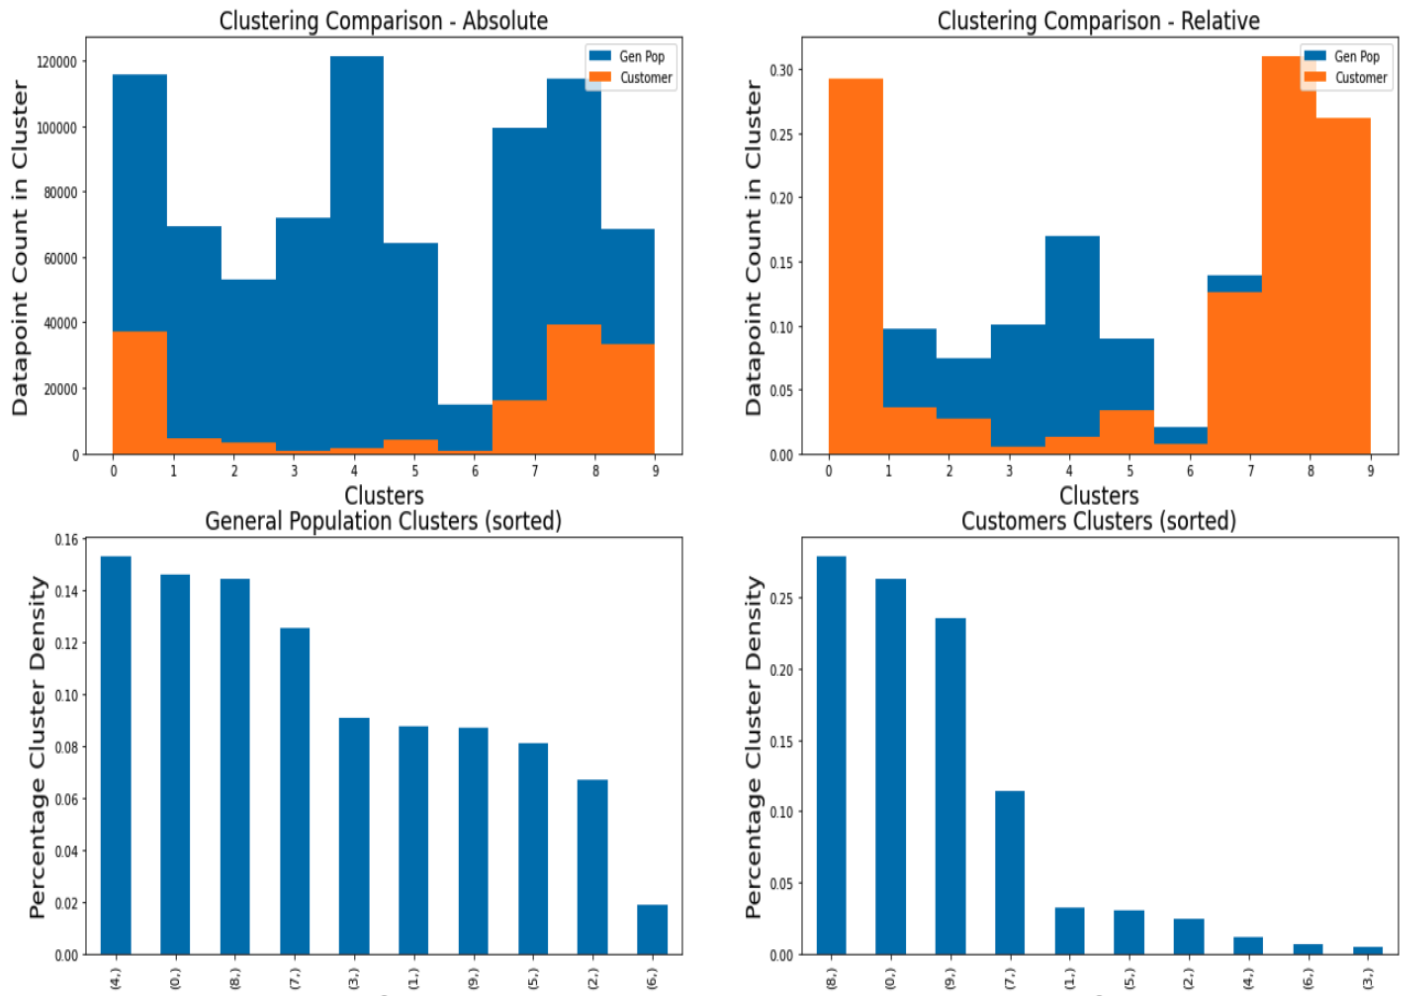 Clustering Comparison - Absolute
Datapoint Count in Cluster
120000
100000
80000
60000
40000
20000
0
Gen Pop
Customer
0 1 2 3 4 5 6 7 8 9
Clusters
Clustering Comparison - Relative
Datapoint Count in Cluster
0.30
0.25
0.20
0.15
0.10
0.05
0.00
Gen Pop
Customer
0 1 2 3 4 5 6 7 8 9
Clusters
General Population Clusters (sorted)
Percentage Cluster Density
0.16
0.14
0.12
0.10
0.08
0.06
0.04
0.02
0.00
(4,) (0,) (8,) (7,) (3,) (1,) (9,) (5,) (2,) (6,)
Customers Clusters (sorted)
Percentage Cluster Density
0.25
0.20
0.15
0.10
0.05
0.00
(8,) (0,) (9,) (7,) (1,) (5,) (2,) (4,) (6,) (3,)